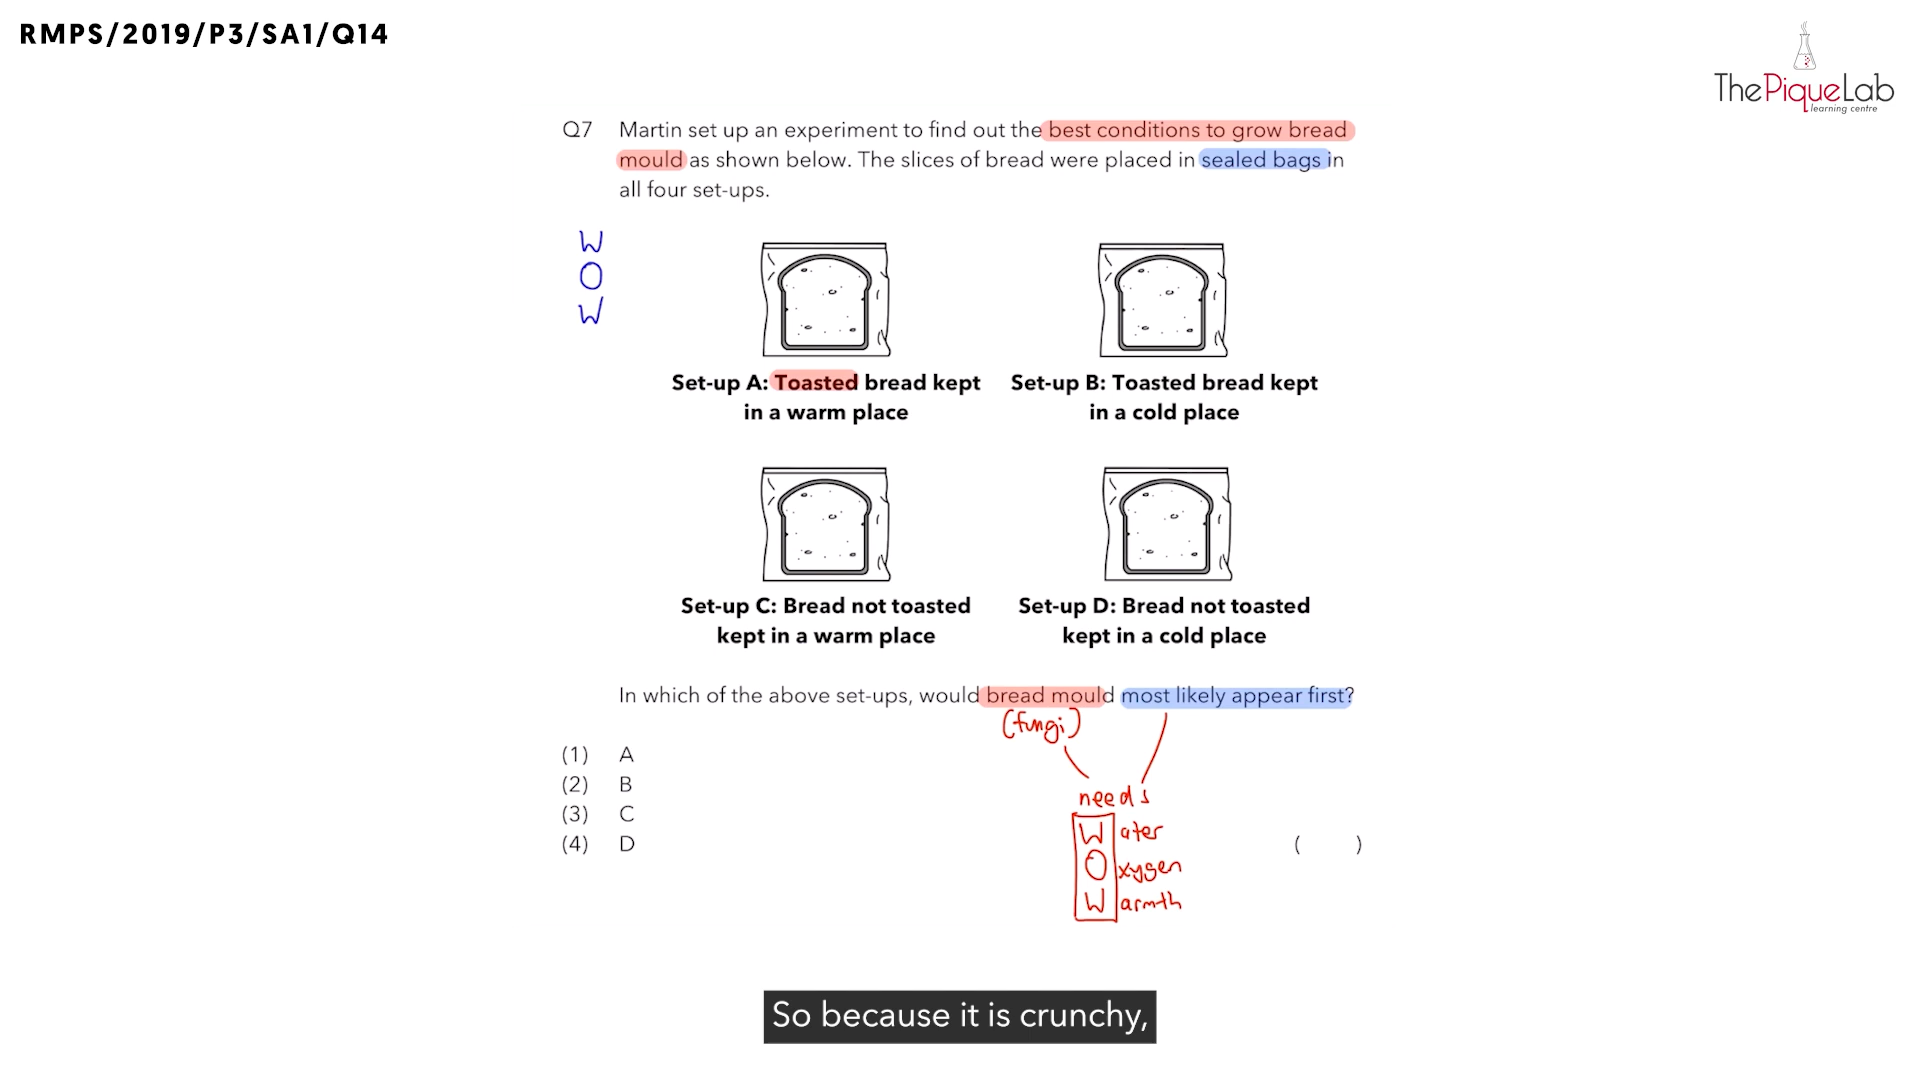 RMPS/2019/P3/SA1/Q14
ThePiqueLab
learning centre
Q7 Martin set up an experiment to find out the best conditions to grow bread
mould as shown below. The slices of bread were placed in sealed bags in
all four set-ups.
W
O
W
Set-up A: Toasted bread kept
in a warm place
Set-up B: Toasted bread kept
in a cold place
Set-up C: Bread not toasted
kept in a warm place
Set-up D: Bread not toasted
kept in a cold place
In which of the above set-ups, would bread mould most likely appear first?
(fungi)
needs
Water
Oxygen
Warmth
(1) A
(2) B
(3) C
(4) D ( )
So because it is crunchy,